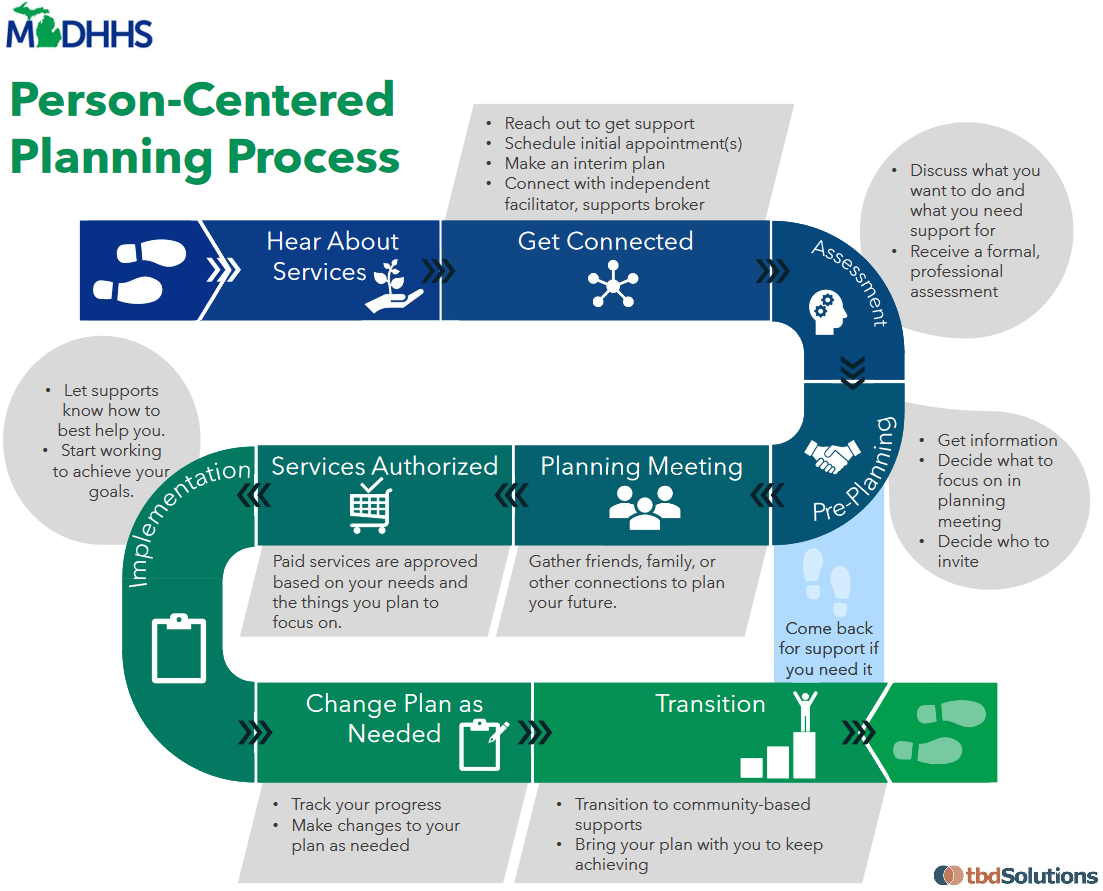 MDHHS
Person-Centered
Planning Process
• Reach out to get support
• Schedule initial appointment(s)
• Make an interim plan
• Connect with independent
facilitator, supports broker
• Discuss what you
want to do and
what you need
support for
• Receive a formal,
professional
assessment
Hear About
Services
Get Connected
Assessment
• Let supports
know how to
best help you.
• Start working
to achieve your
goals.
Pre-Planning
• Get information
• Decide what to
focus on in
planning
meeting
• Decide who to
invite
Planning Meeting
Gather friends, family, or
other connections to plan
your future.
Services Authorized
Paid services are approved
based on your needs and
the things you plan to
focus on.
Implementation
Come back
for support if
you need it
Change Plan as
Needed
Transition
• Track your progress
• Make changes to your
plan as needed
• Transition to community-based
supports
• Bring your plan with you to keep
achieving
tbdSolutions